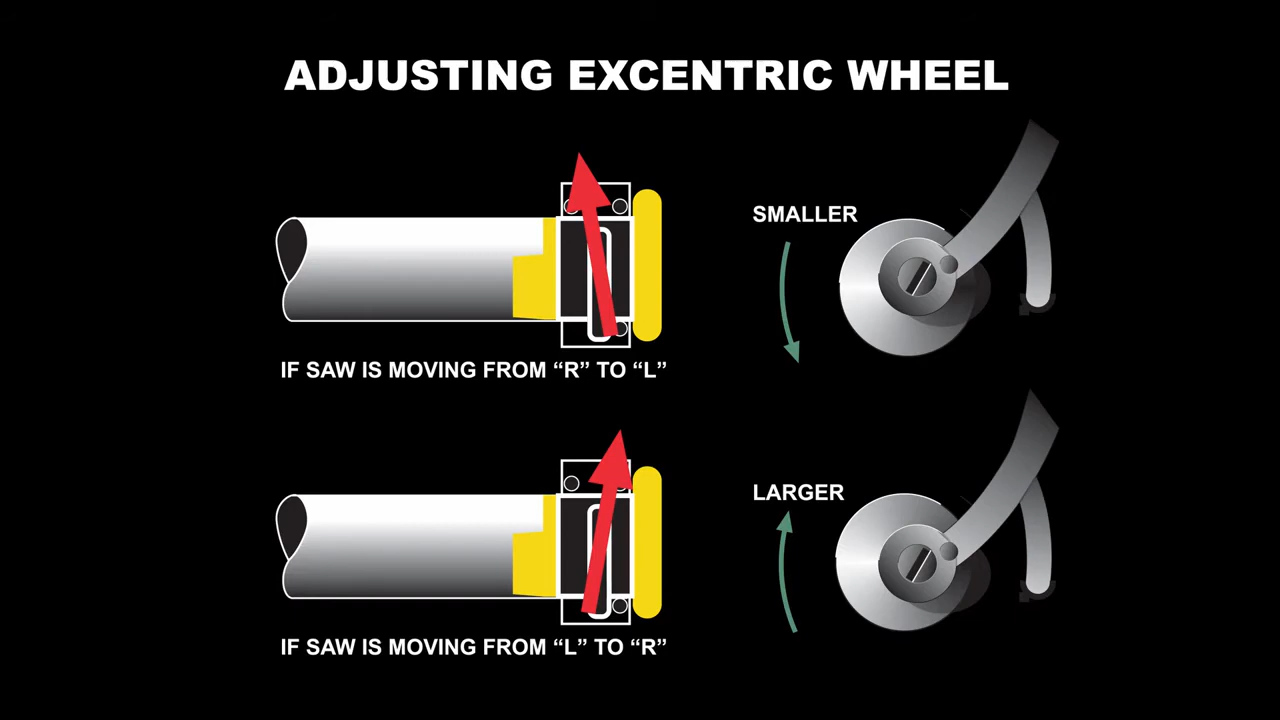 ADJUSTING EXCENTRIC WHEEL
SMALLER
IF SAW IS MOVING FROM “R” TO “L”
LARGER
IF SAW IS MOVING FROM “L” TO “R”